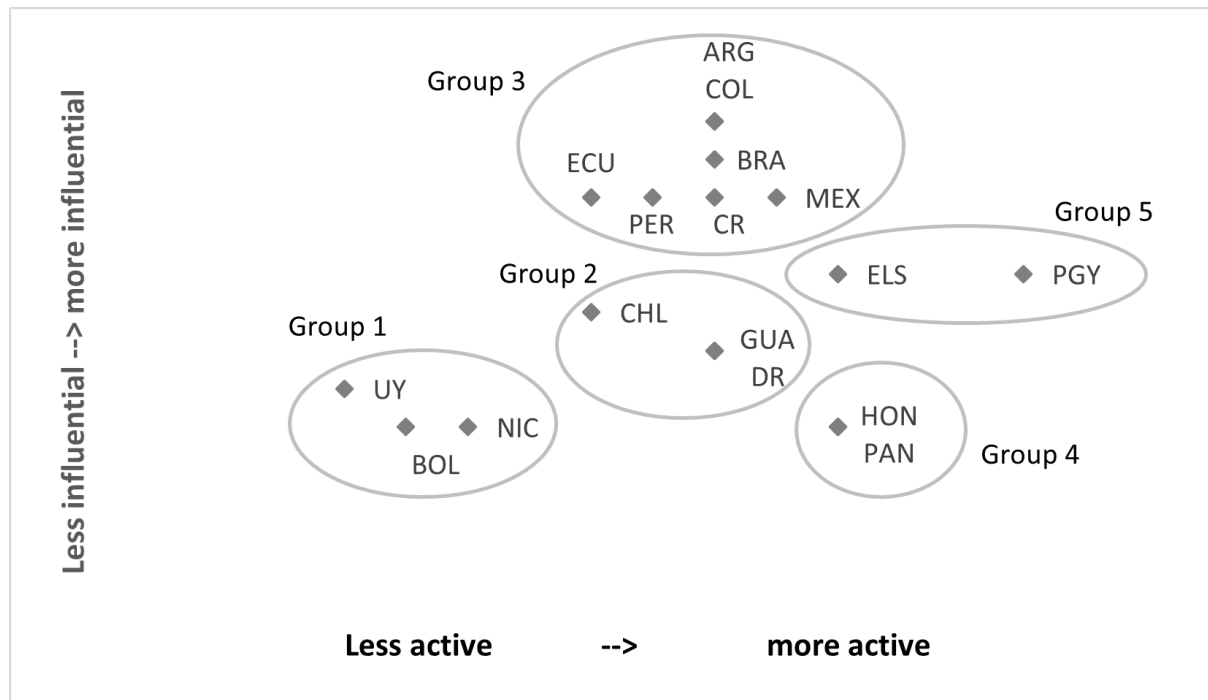 ARG
Group 3
COL
ECU
BRA
MEX
PER
CR
Group 5
Group 2
ELS
PGY
CHL
Group 1
GUA
DR
UY
HON
NIC
PAN
Group 4
BOL
Less influential --> more influential
Less active --> more active